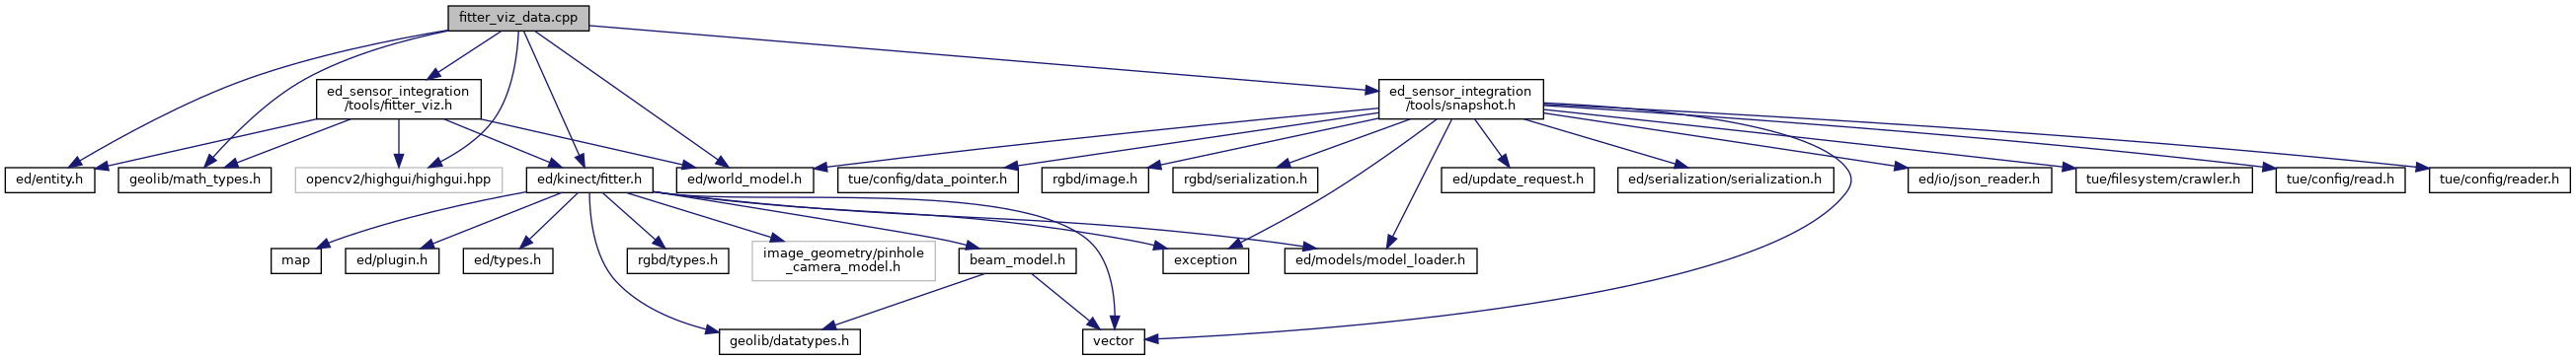 fitter_viz_data.cpp
ed_sensor_integration
/tools/fitter_viz.h
ed_sensor_integration
/tools/snapshot.h
ed/entity.h
geolib/math_types.h
opencv2/highgui/highgui.hpp
ed/kinect/fitter.h
ed/world_model.h
tue/config/data_pointer.h
rgbd/image.h
rgbd/serialization.h
ed/update_request.h
ed/serialization/serialization.h
ed/io/json_reader.h
tue/filesystem/crawler.h
tue/config/read.h
tue/config/reader.h
map
ed/plugin.h
ed/types.h
rgbd/types.h
image_geometry/pinhole
_camera_model.h
beam_model.h
exception
ed/models/model_loader.h
geolib/datatypes.h
vector